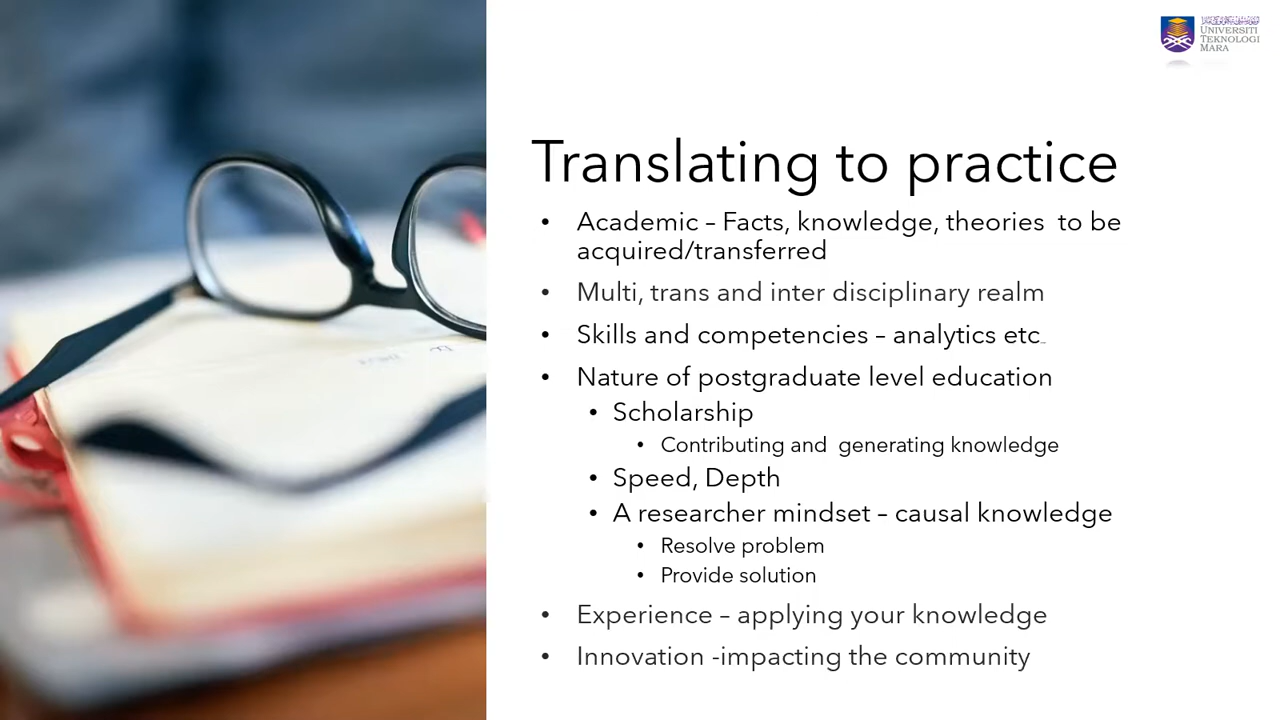 UNIVERSITI
TEKNOLOGI
MARA
Translating to practice
• Academic – Facts, knowledge, theories  to be
acquired/transferred
• Multi, trans and inter disciplinary realm
• Skills and competencies – analytics etc..
• Nature of postgraduate level education
• Scholarship
• Contributing and  generating knowledge
• Speed, Depth
• A researcher mindset – causal knowledge
• Resolve problem
• Provide solution
• Experience – applying your knowledge
• Innovation -impacting the community